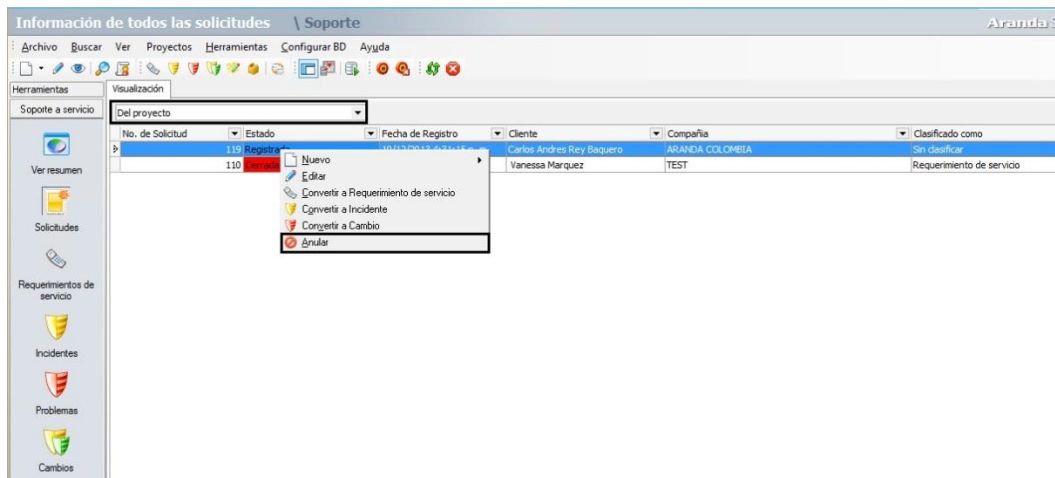 Información de todos las solicitudes \ Soporte Aranda
Archivo Buscar Ver Proyectos Herramientas Configurar BD Ayuda
Herramientas Visualización
Soporte a servicio Del proyecto
No. de Solicitud Estado Fecha de Registro Cliente Compañia Clasificado como
119 Registrado Carlos Andres Rey Baquero ARANDA COLOMBIA Sin clasificar
110 Cerrada Vanessa Marquez TEST Requerimiento de servicio
Nuevo
Editar
Convertir a Requerimiento de servicio
Convertir a Incidente
Convertir a Cambio
Anular
Ver resumen
Solicitudes
Requerimientos de
servicio
Incidentes
Problemas
Cambios